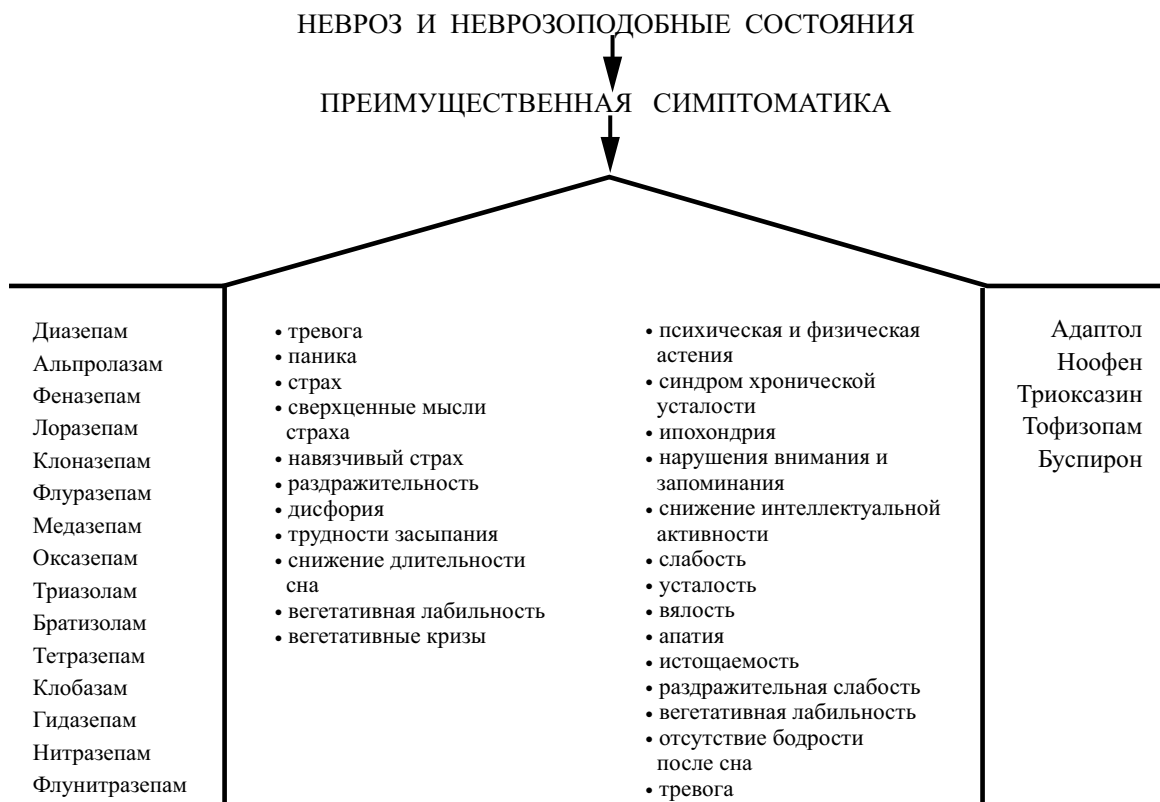 НЕВРОЗ И НЕВРОЗОПОДОБНЫЕ СОСТОЯНИЯ
ПРЕИМУЩЕСТВЕННАЯ СИМПТОМАТИКА
Диазепам
Альпролазам
Феназепам
Лоразепам
Клоназепам
Флуразепам
Медазепам
Оксазепам
Триазолам
Братизолам
Тетразепам
Клобазам
Гидазепам
Нитразепам
Флунитразепам
• тревога
• паника
• страх
• сверхценные мысли
страха
• навязчивый страх
• раздражительность
• дисфория
• трудности засыпания
• снижение длительности
сна
• вегетативная лабильность
• вегетативные кризы
• психическая и физическая
астения
• синдром хронической
усталости
• ипохондрия
• нарушения внимания и
запоминания
• снижение интеллектуальной
активности
• слабость
• усталость
• вялость
• апатия
• истощаемость
• раздражительная слабость
• вегетативная лабильность
• отсутствие бодрости
после сна
• тревога
Адаптол
Ноофен
Триоксазин
Тофизопам
Буспирон